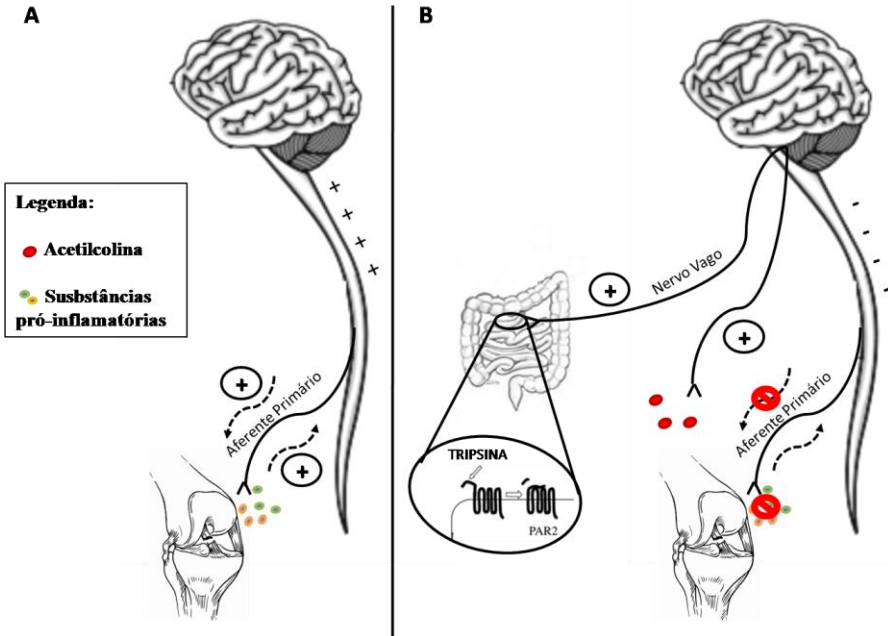 A
B
Legenda:
Acetilcolina
Susbstâncias
pró-inflamatórias
+
+
+
+
+
Aferente Primário
+
+
Nervo Vago
+
-
-
-
-
Aferente Primário
TRIPSINA
PAR2